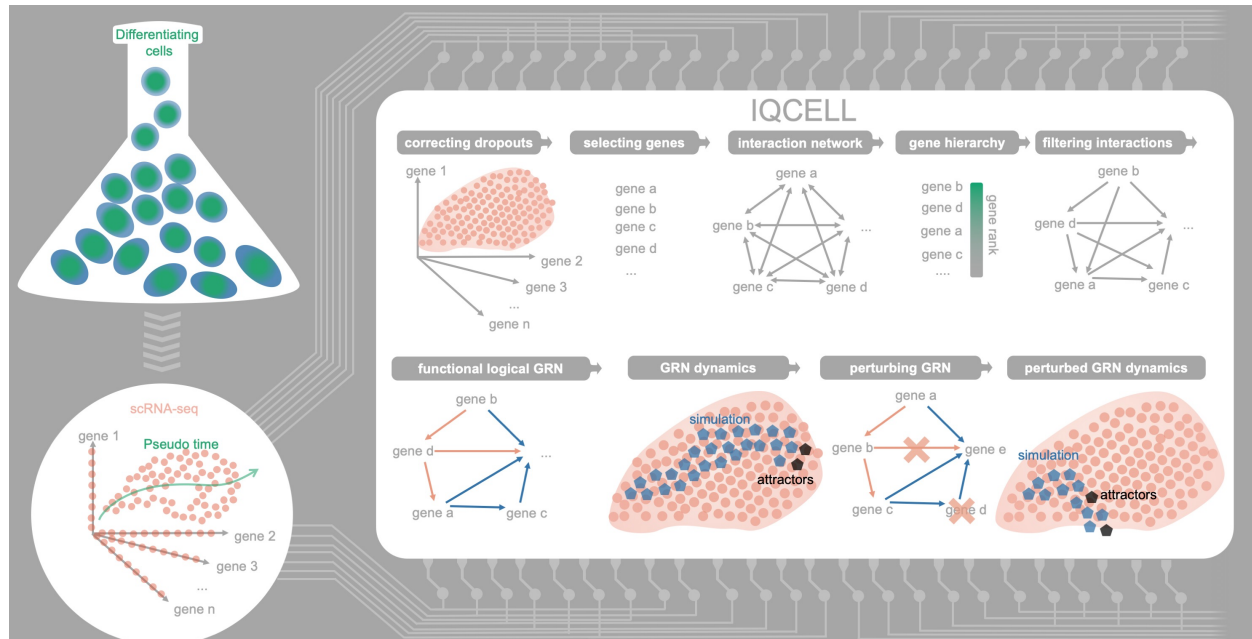 Differentiating
cells
scRNA-seq
gene 1
Pseudo time
gene 2
gene 3
...
gene n
IQCELL
correcting dropouts
selecting genes
interaction network
gene hierarchy
filtering interactions
gene 1
gene 2
gene 3
...
gene n
gene a
gene b
gene c
gene d
...
gene a
gene b
...
gene c
gene d
gene b
gene d
gene a
gene c
....
gene rank
gene b
gene d
...
gene a
gene c
functional logical GRN
GRN dynamics
perturbing GRN
perturbed GRN dynamics
gene b
gene d
...
gene a
gene c
simulation
attractors
gene a
gene b
gene e
gene c
gene d
simulation
attractors